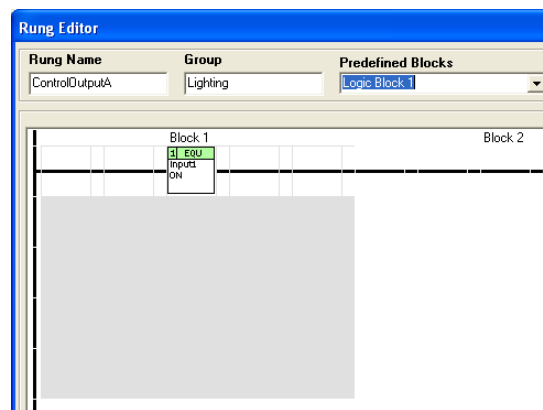 Rung Editor
Rung Name Group Predefined Blocks
ControlOutputA Lighting Logic Block 1
Block 1 Block 2
1 EQU
Input1
ON